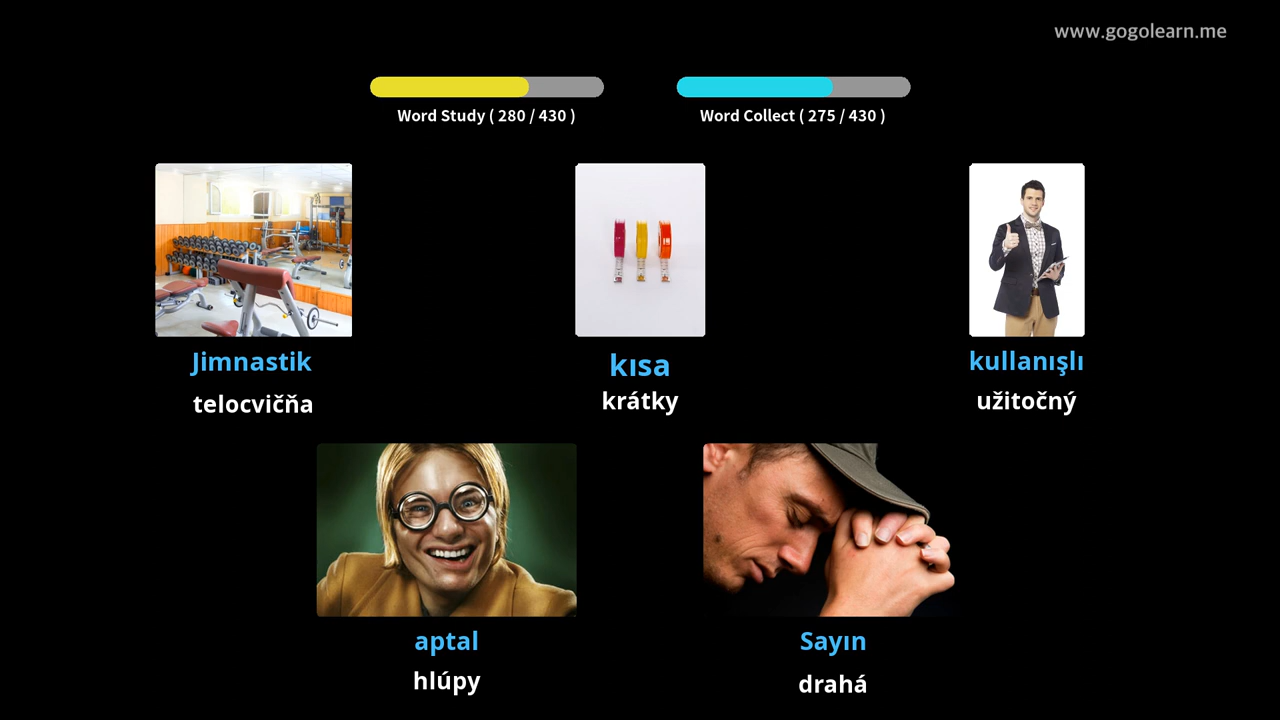 www.gogolearn.me
Word Study ( 280 / 430 )
Word Collect ( 275 / 430 )
Jimnastik
telocvičňa
kısa
krátky
kullanışlı
užitočný
aptal
hlúpy
Sayın
drahá